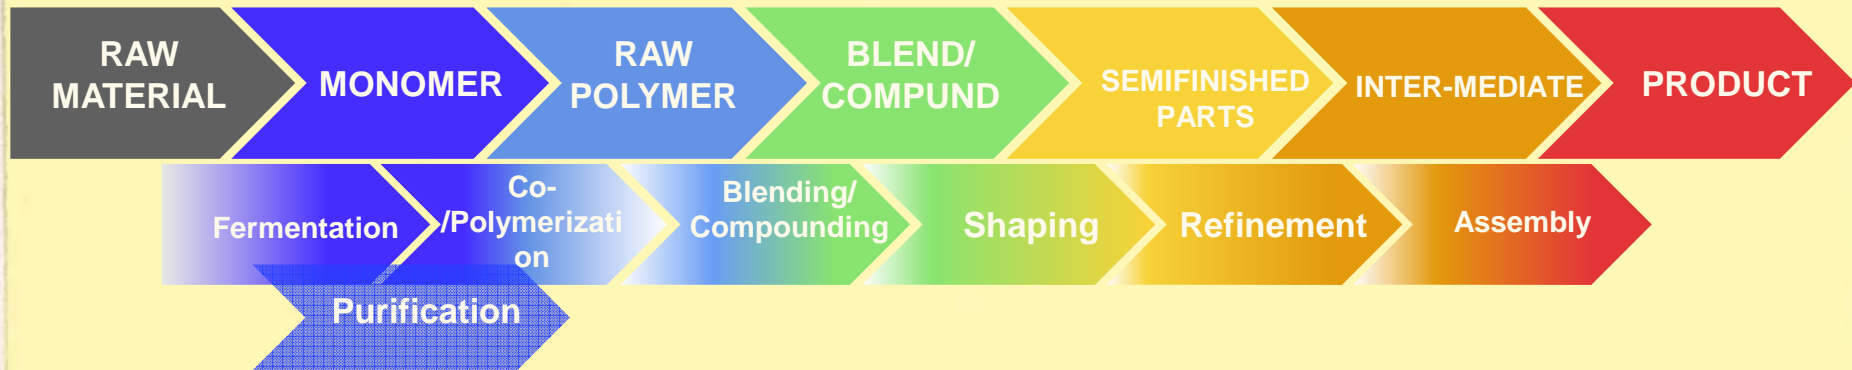 RAW
MATERIAL
MONOMER
RAW
POLYMER
BLEND/
COMPUND
SEMIFINISHED
PARTS
INTER-MEDIATE
PRODUCT
Fermentation
Co-
/Polymerizati
on
Blending/
Compounding
Shaping
Refinement
Assembly
Purification